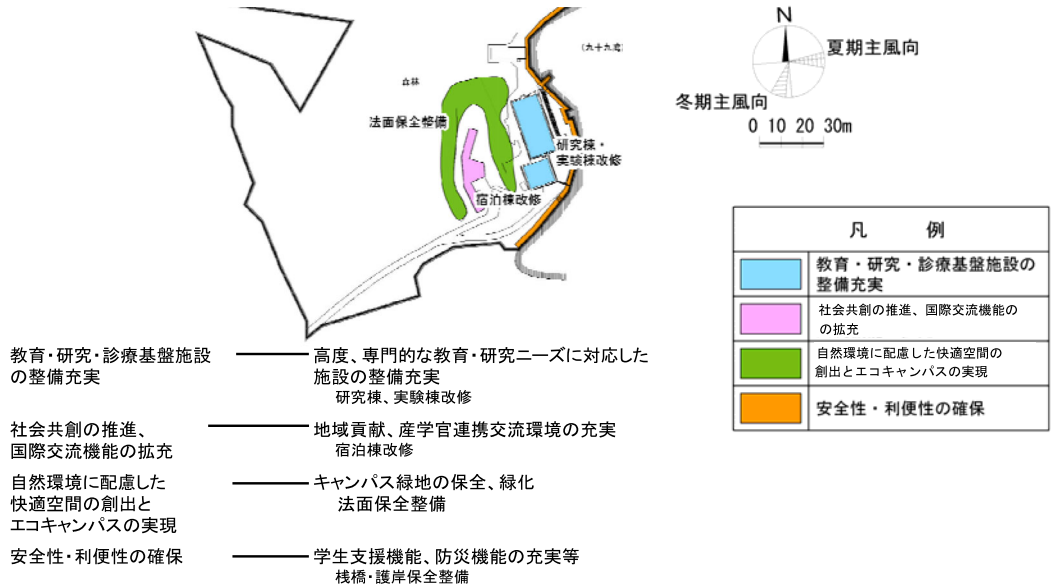 N
(九十九湾)
夏期主風向
森林
冬期主風向
法面保全整備
0 10 20 30m
研究棟・
実験棟改修
宿泊棟改修
凡 例
教育・研究・診療基盤施設の
整備充実
社会共創の推進、国際交流機能の
の拡充
自然環境に配慮した快適空間の
創出とエコキャンパスの実現
安全性・利便性の確保
教育・研究・診療基盤施設
の整備充実
高度、専門的な教育・研究ニーズに対応した
施設の整備充実
研究棟、実験棟改修
社会共創の推進、
国際交流機能の拡充
地域貢献、産学官連携交流環境の充実
宿泊棟改修
自然環境に配慮した
快適空間の創出と
エコキャンパスの実現
キャンパス緑地の保全、緑化
法面保全整備
安全性・利便性の確保
学生支援機能、防災機能の充実等
桟橋・護岸保全整備